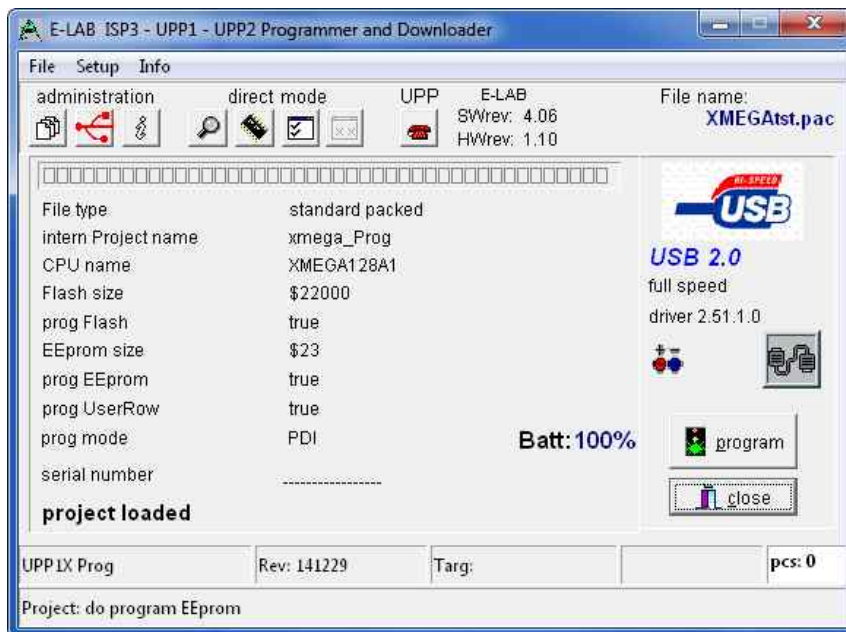 E-LAB ISP3 - UPP1 - UPP2 Programmer and Downloader
File Setup Info
administration direct mode UPP E-LAB File name:
SWrev: 4.06 XMEGAtst.pac
HWrev: 1.10
File type standard packed
intern Project name xmega_Prog
CPU name XMEGA128A1
Flash size $22000
prog Flash true
EEprom size $23
prog EEprom true
prog UserRow true
prog mode PDI
serial number ----------------
project loaded
Batt: 100%
HI-SPEED
USB
USB 2.0
full speed
driver 2.51.1.0
program
close
UPP1X Prog Rev: 141229 Targ: pcs: 0
Project: do program EEprom